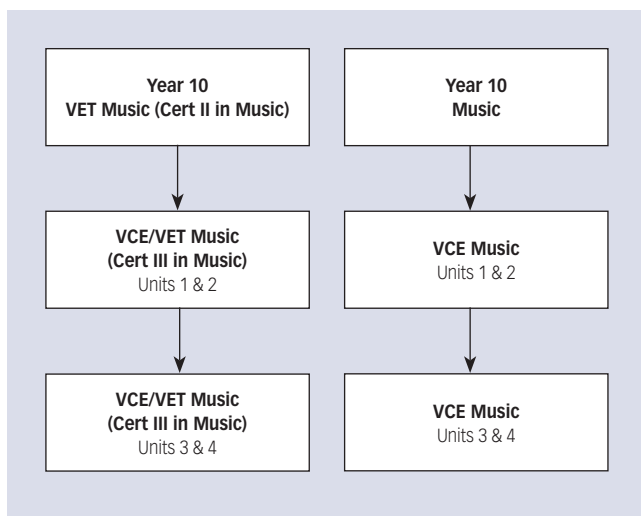 Year 10
VET Music (Cert II in Music)
Year 10
Music
VCE/VET Music
(Cert III in Music)
Units 1 & 2
VCE Music
Units 1 & 2
VCE/VET Music
(Cert III in Music)
Units 3 & 4
VCE Music
Units 3 & 4